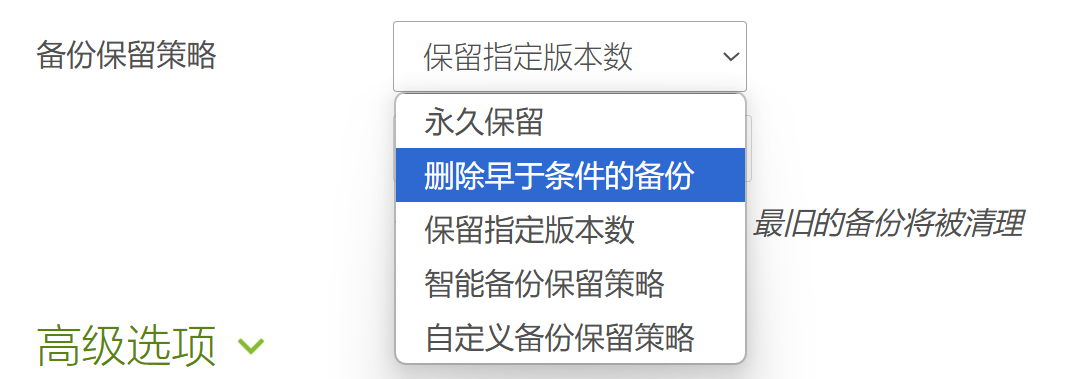 备份保留策略
保留指定版本数
永久保留
删除早于条件的备份
保留指定版本数
最旧的备份将被清理
智能备份保留策略
自定义备份保留策略
高级选项